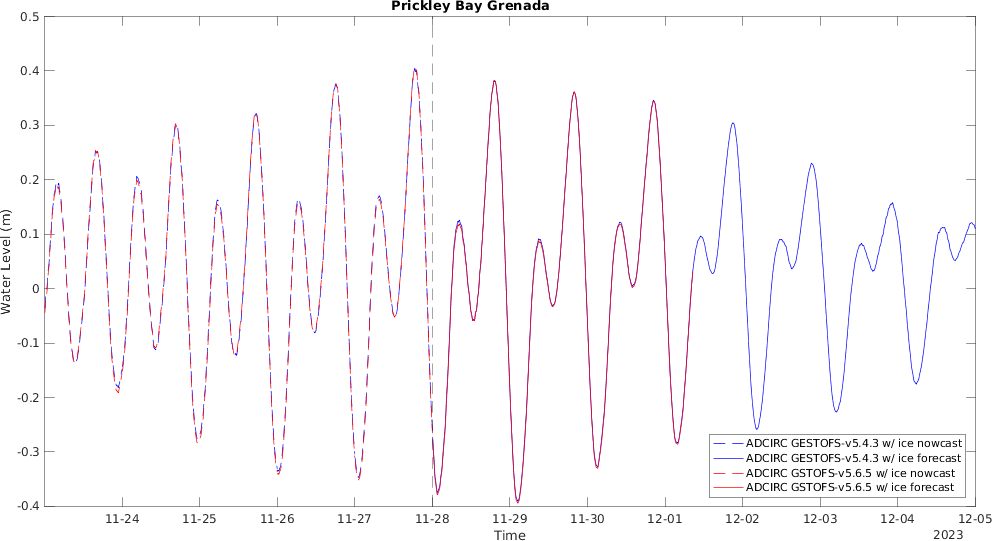 Prickley Bay Grenada
Water Level (m)
0.5
0.4
0.3
0.2
0.1
0
-0.1
-0.2
-0.3
-0.4
ADCIRC GESTOFS-v5.4.3 w/ ice nowcast
ADCIRC GESTOFS-v5.4.3 w/ ice forecast
ADCIRC GSTOFS-v5.6.5 w/ ice nowcast
ADCIRC GSTOFS-v5.6.5 w/ ice forecast
11-24 11-25 11-26 11-27 11-28 11-29 11-30 12-01 12-02 12-03 12-04 12-05
Time
2023